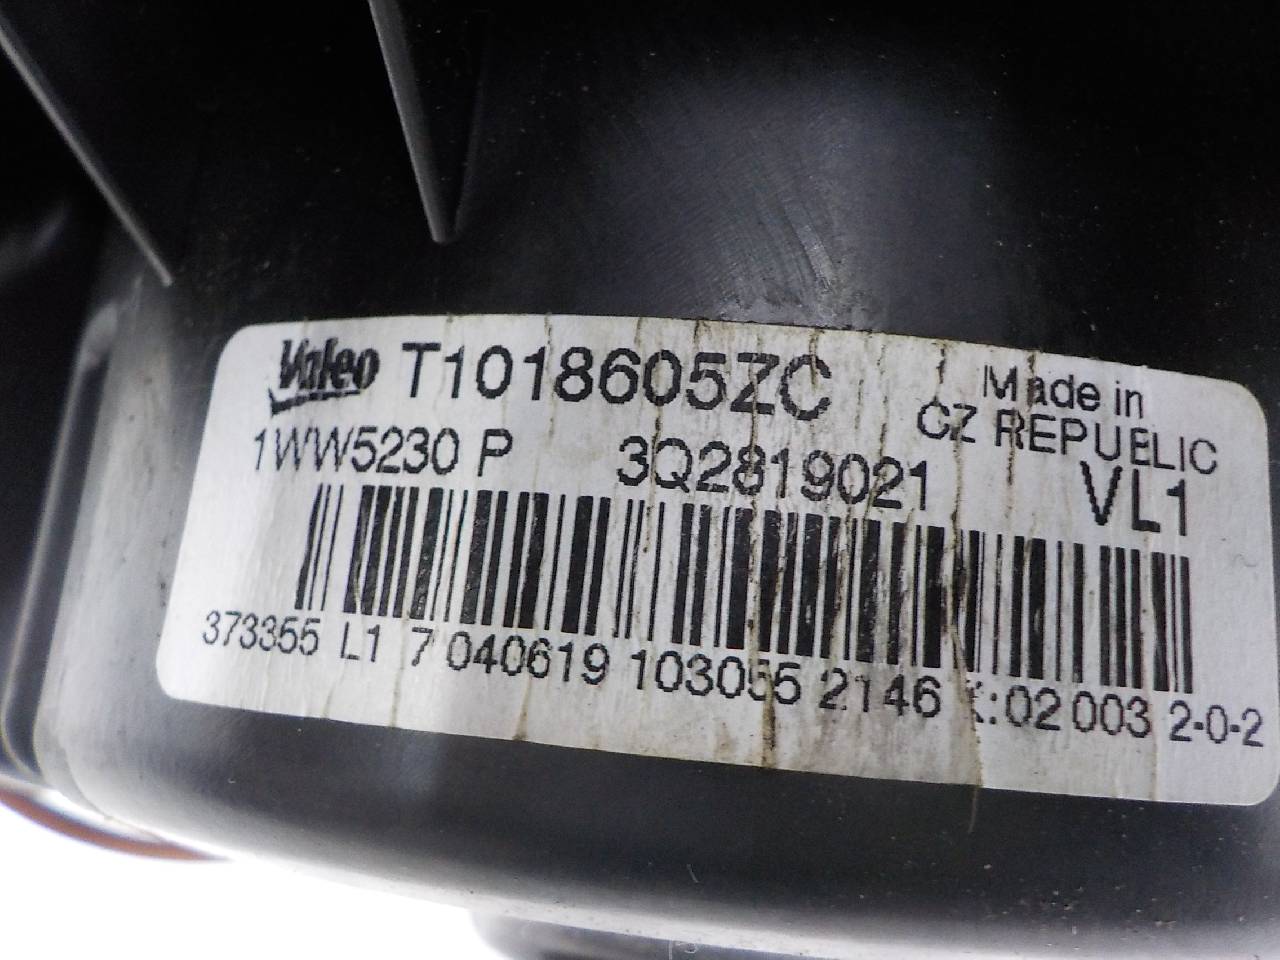 Valeo T1018605ZC Made in
CZ REPUBLIC
1WW5230 P 3Q2819021 VL1
373355 L1 7 040619 103055 2146 K:02 003 2-0-2